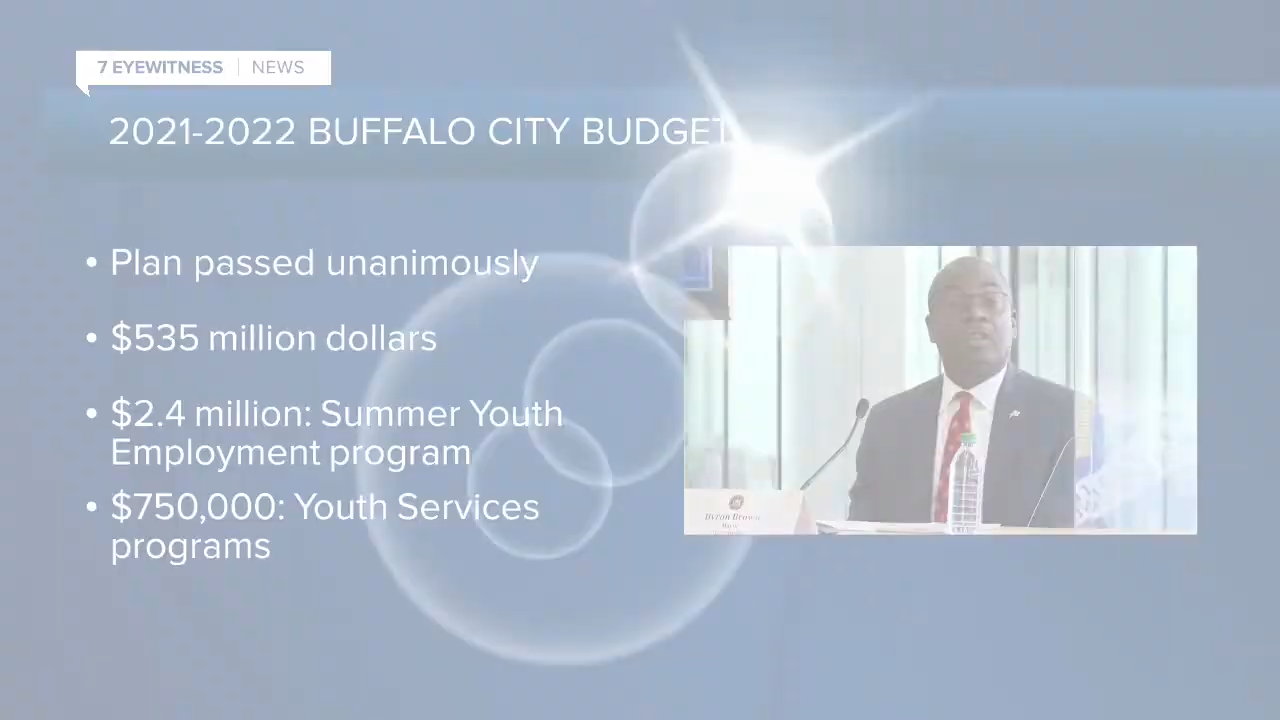 7 EYEWITNESS | NEWS
2021-2022 BUFFALO CITY BUDGET
• Plan passed unanimously
• $535 million dollars
• $2.4 million: Summer Youth
Employment program
• $750,000: Youth Services
programs
Byron Brown
Mayor